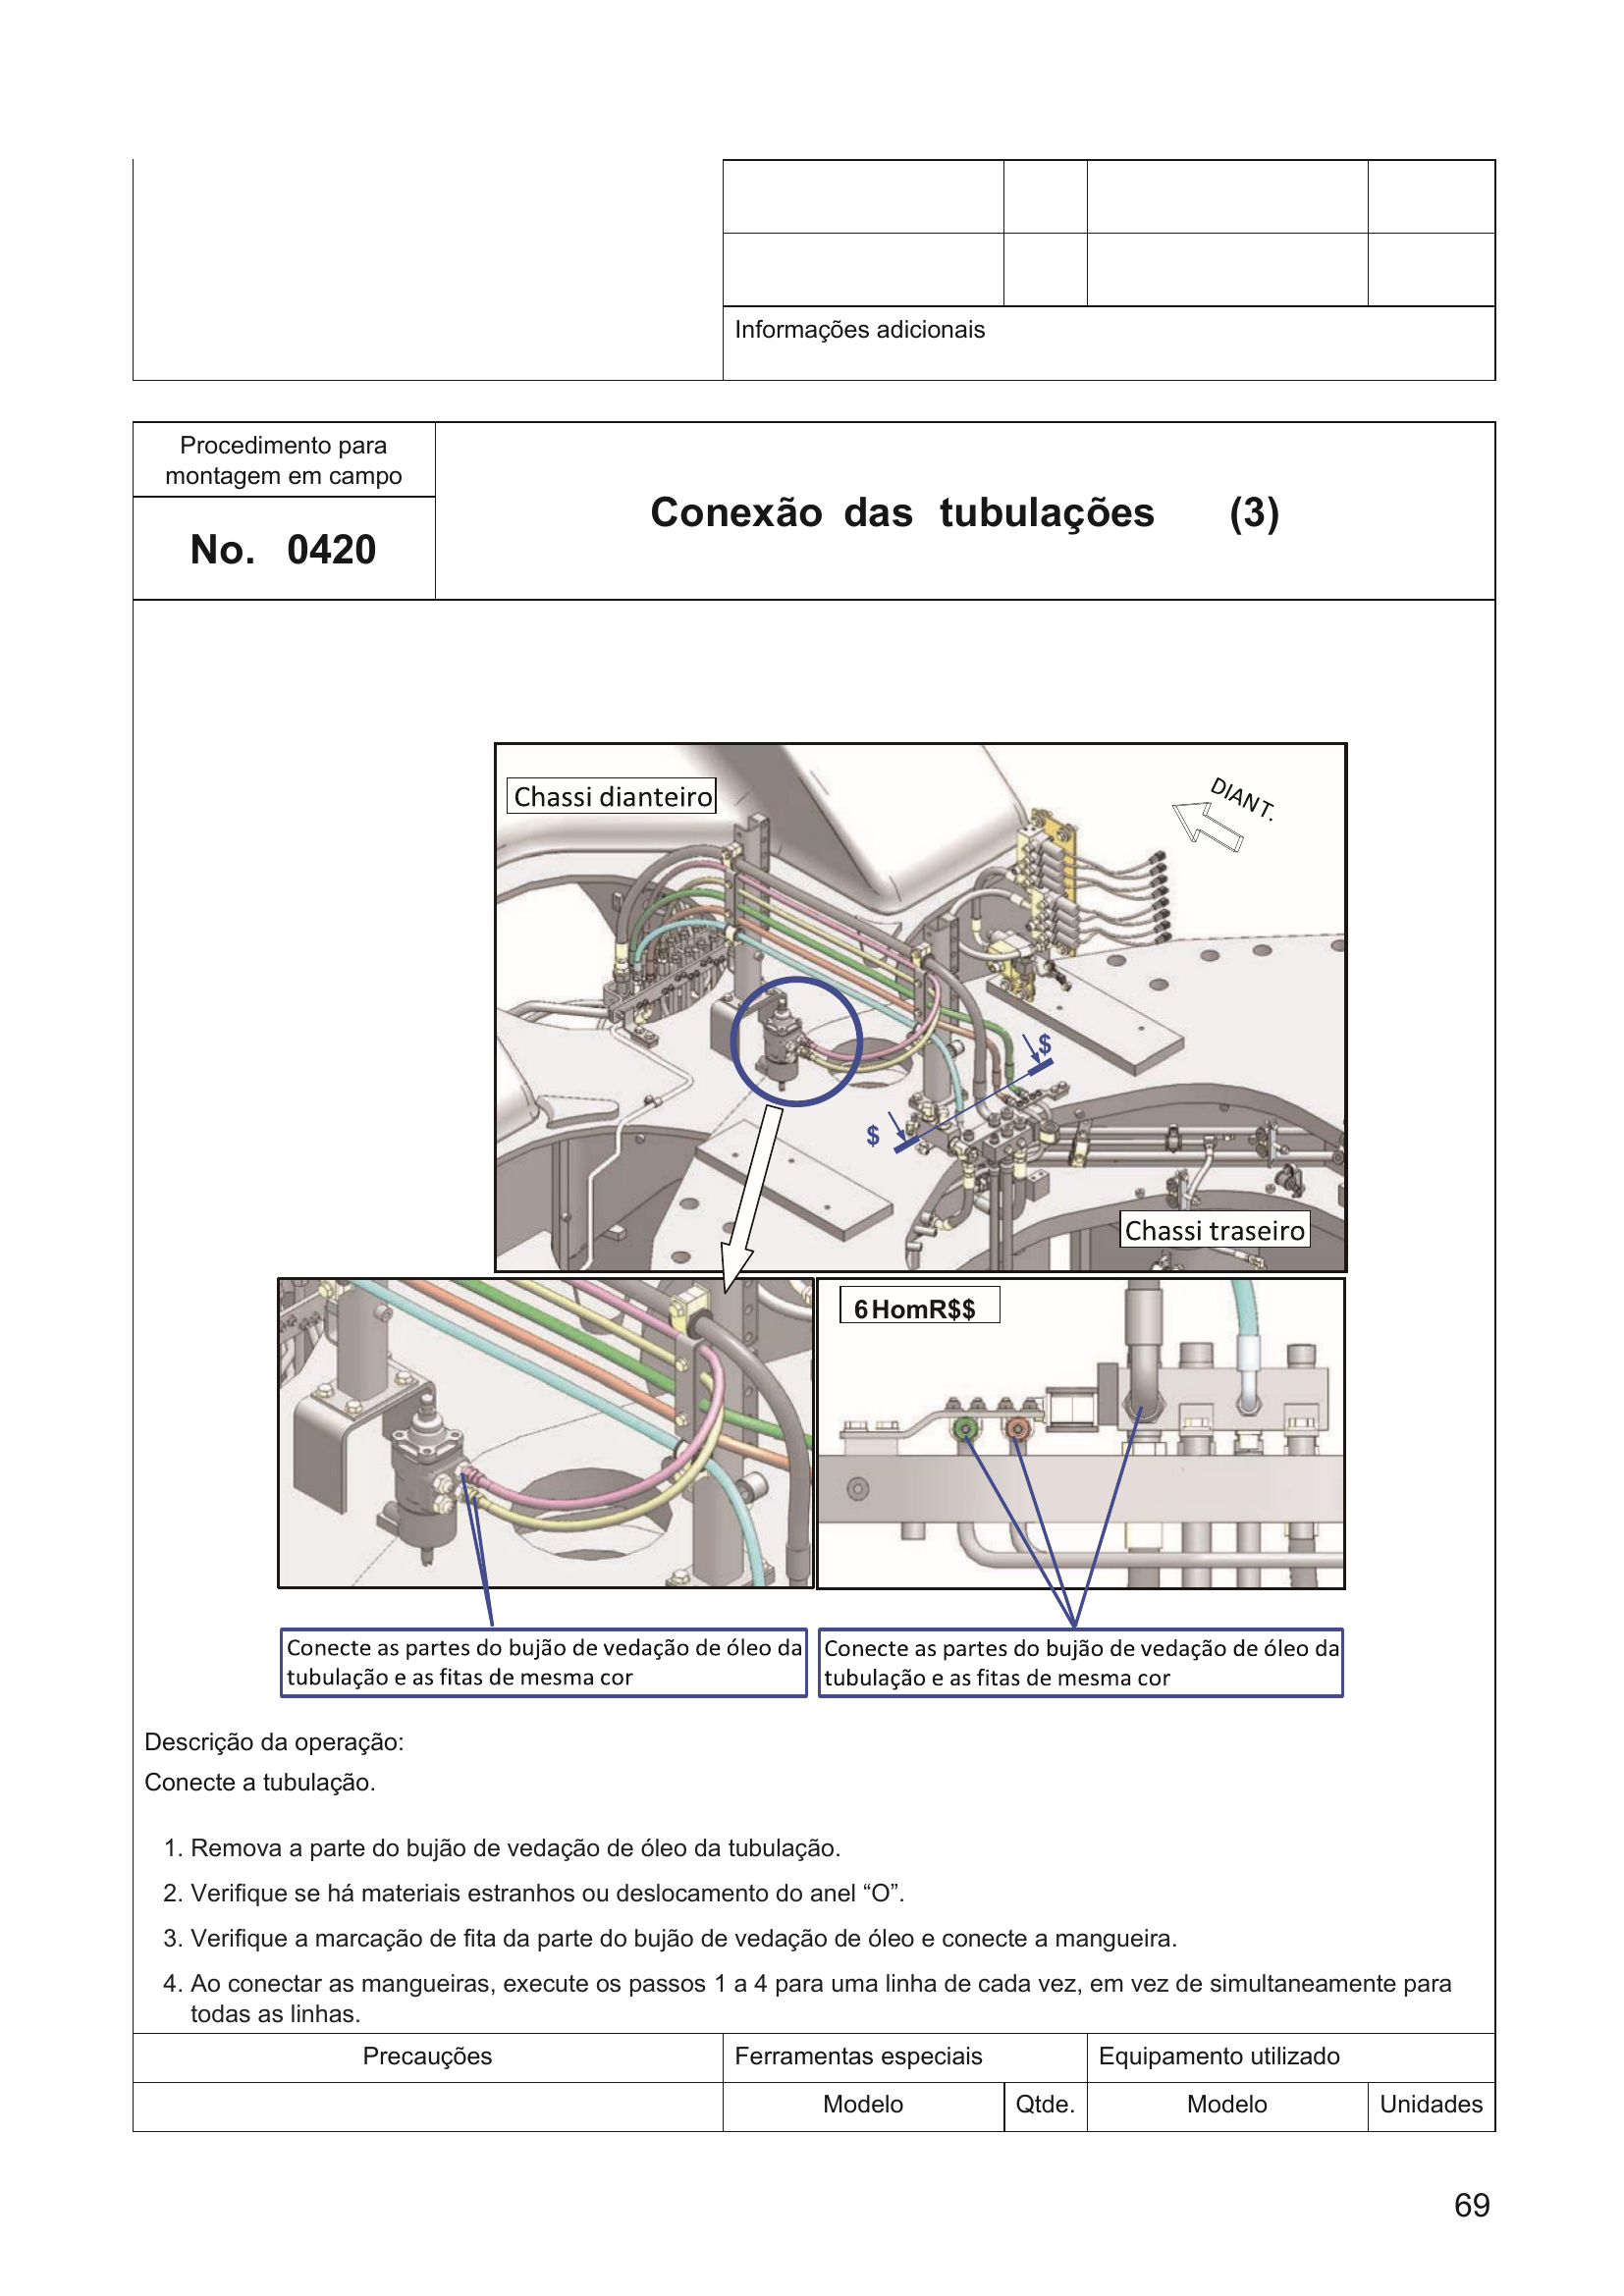 Informações adicionais
Procedimento para
montagem em campo
No. 0420
Conexão das tubulações (3)
Chassi dianteiro
DIANT.
$
$
Chassi traseiro
6HomR$$
Conecte as partes do bujão de vedação de óleo da
tubulação e as fitas de mesma cor
Conecte as partes do bujão de vedação de óleo da
tubulação e as fitas de mesma cor
Descrição da operação:
Conecte a tubulação.
1. Remova a parte do bujão de vedação de óleo da tubulação.
2. Verifique se há materiais estranhos ou deslocamento do anel “O”.
3. Verifique a marcação de fita da parte do bujão de vedação de óleo e conecte a mangueira.
4. Ao conectar as mangueiras, execute os passos 1 a 4 para uma linha de cada vez, em vez de simultaneamente para
todas as linhas.
Precauções
Ferramentas especiais
Equipamento utilizado
Modelo
Qtde.
Modelo
Unidades
69